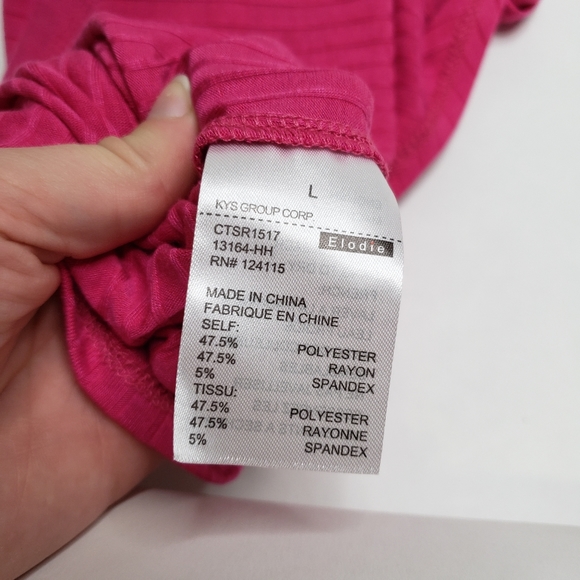 L
KYS GROUP CORP.
CTSR1517
13164-HH
Elodie
RN# 124115
MADE IN CHINA
FABRIQUE EN CHINE
SELF:
47.5% POLYESTER
47.5% RAYON
5% SPANDEX
TISSU:
47.5% POLYESTER
47.5% RAYONNE
5% SPANDEX